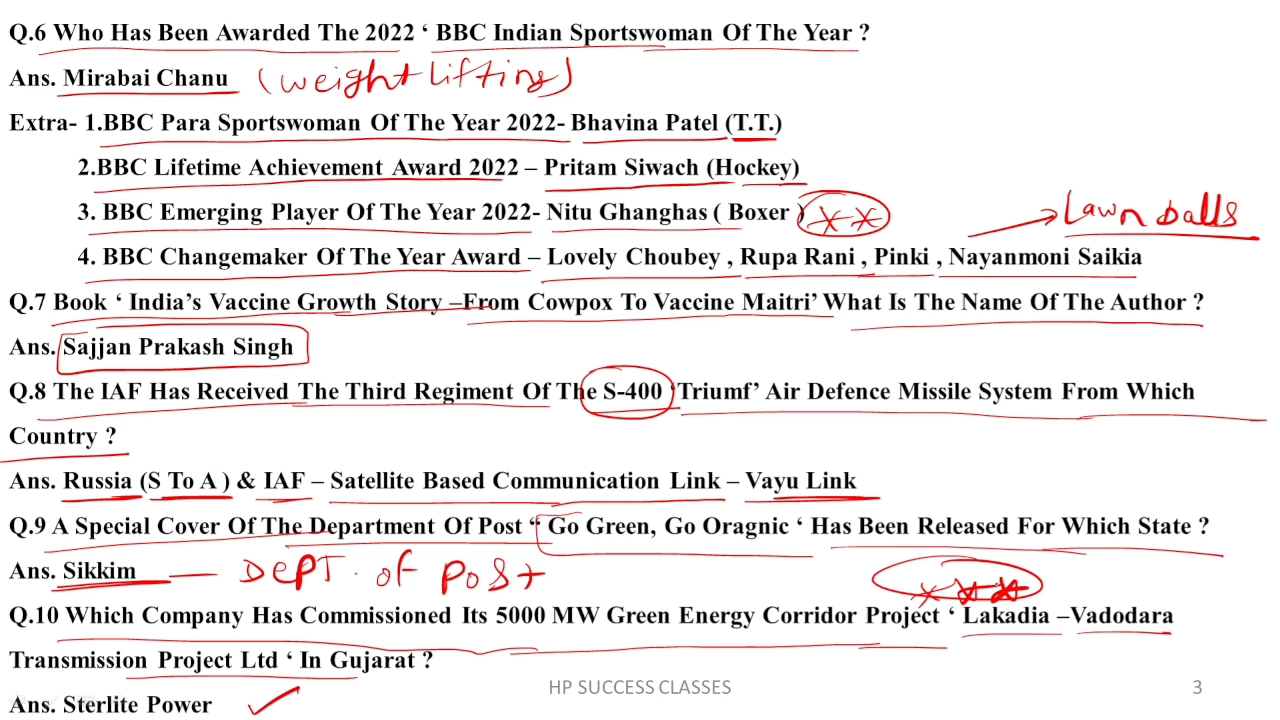 Q.6 Who Has Been Awarded The 2022 ‘ BBC Indian Sportswoman Of The Year ?
Ans. Mirabai Chanu (weightlifting)
Extra- 1.BBC Para Sportswoman Of The Year 2022- Bhavina Patel (T.T.)
2.BBC Lifetime Achievement Award 2022 – Pritam Siwach (Hockey)
3. BBC Emerging Player Of The Year 2022- Nitu Ghanghas ( Boxer )
Lawn balls
4. BBC Changemaker Of The Year Award – Lovely Choubey , Rupa Rani , Pinki , Nayanmoni Saikia
Q.7 Book ‘ India’s Vaccine Growth Story –From Cowpox To Vaccine Maitri’ What Is The Name Of The Author ?
Ans. Sajjan Prakash Singh
Q.8 The IAF Has Received The Third Regiment Of The S-400 ‘Triumf’ Air Defence Missile System From Which
Country ?
Ans. Russia (S To A ) & IAF – Satellite Based Communication Link – Vayu Link
Q.9 A Special Cover Of The Department Of Post “ Go Green, Go Oragnic ‘ Has Been Released For Which State ?
Ans. Sikkim — DEPT. of Post
Q.10 Which Company Has Commissioned Its 5000 MW Green Energy Corridor Project ‘ Lakadia –Vadodara
Transmission Project Ltd ‘ In Gujarat ?
Ans. Sterlite Power
HP SUCCESS CLASSES
3